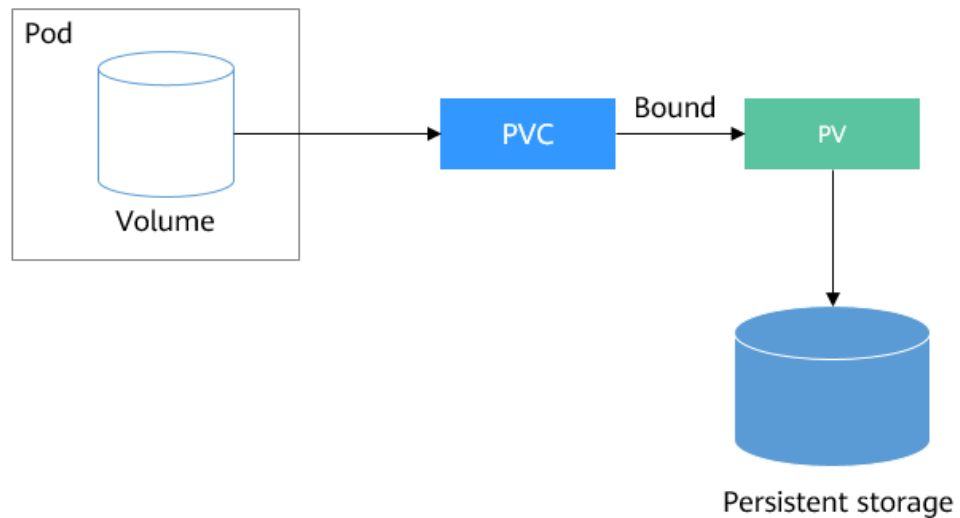 Pod
Volume
PVC
Bound
PV
Persistent storage